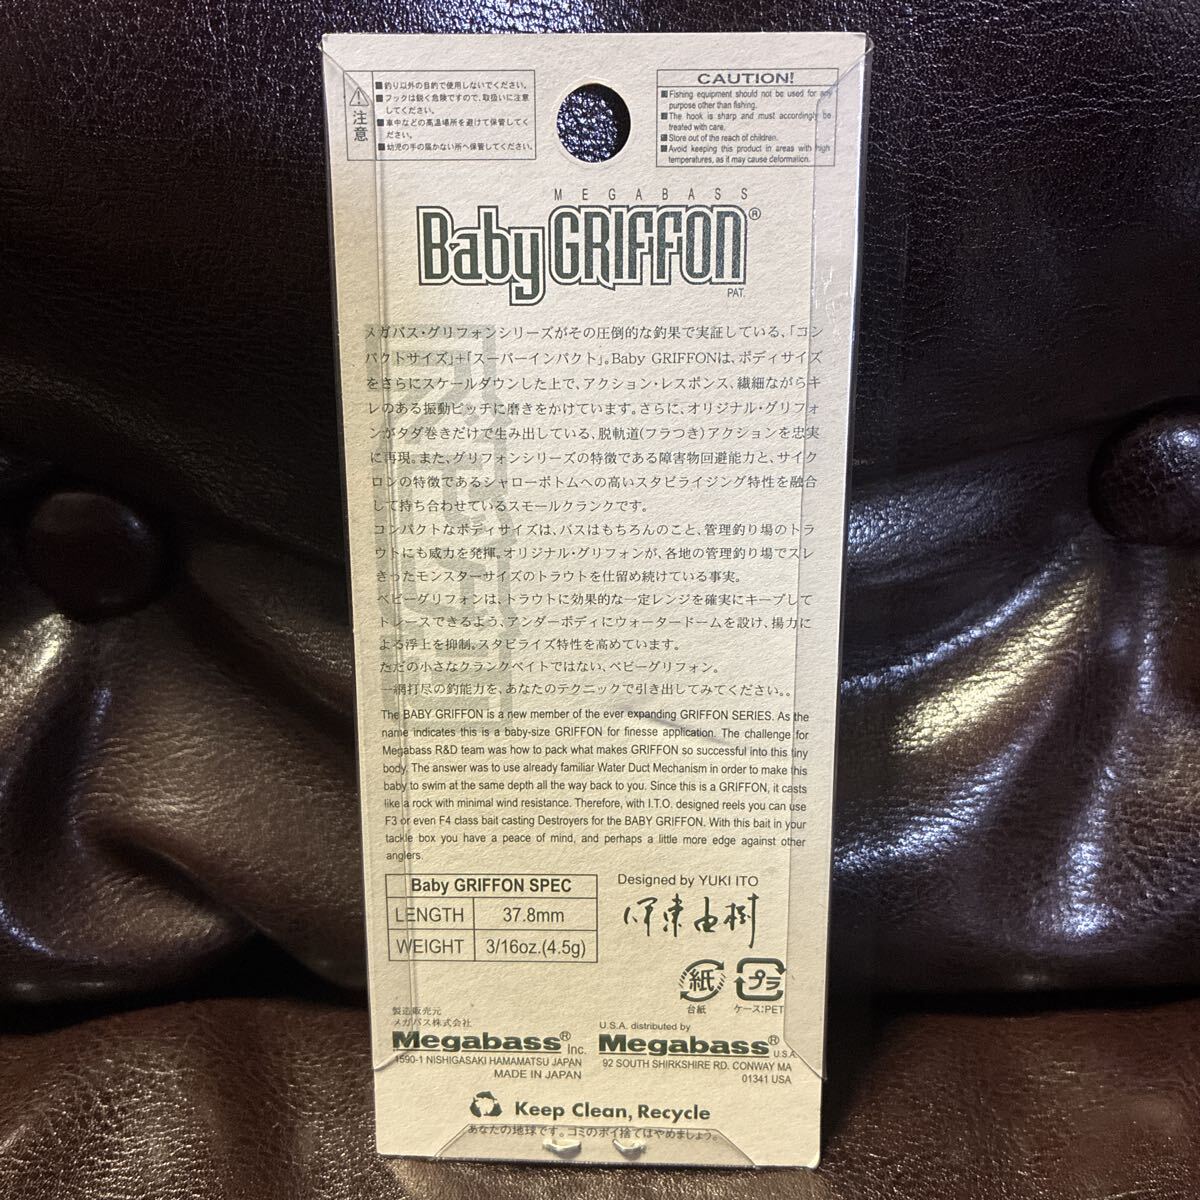 注意
■釣り以外の目的で使用しないでください。
■フックは鋭く危険ですので、取扱いに注意
してください。
■車中などの高温場所を避けて保管してく
ださい。
■幼児の手の届かない所へ保管してください。
CAUTION!
■Fishing equipment should not be used for any
purpose other than fishing.
■The hook is sharp and must accordingly be
treated with care.
■Store out of the reach of children.
■Avoid keeping this product in areas with high
temperatures, as it may cause deformation.
MEGABASS
Baby GRIFFON®
PAT.
メガバス・グリフォンシリーズがその圧倒的な釣果で実証している、「コン
パクトサイズ」+「スーパーインパクト」。Baby GRIFFONは、ボディサイズ
をさらにスケールダウンした上で、アクション・レスポンス、繊細ながらキ
レのある振動ピッチに磨きをかけています。さらに、オリジナル・グリフォ
ンがタダ巻きだけで生み出している、脱軌道(フラつき)アクションを忠実
に再現。また、グリフォンシリーズの特徴である障害物回避能力と、サイク
ロンの特徴であるシャローボトムへの高いスタビライジング特性を融合
して持ち合わせているスモールクランクです。
コンパクトなボディサイズは、バスはもちろんのこと、管理釣り場のトラ
ウトにも威力を発揮。オリジナル・グリフォンが、各地の管理釣り場でスレ
きったモンスターサイズのトラウトを仕留め続けている事実。
ベビーグリフォンは、トラウトに効果的な一定レンジを確実にキープして
トレースできるよう、アンダーボディにウォータードームを設け、揚力に
よる浮上を抑制。スタビライズ特性を高めています。
ただの小さなクランクベイトではない、ベビーグリフォン。
一網打尽の釣能力を、あなたのテクニックで引き出してみてください。。
The BABY GRIFFON is a new member of the ever expanding GRIFFON SERIES. As the
name indicates this is a baby-size GRIFFON for finesse application. The challenge for
Megabass R&D team was how to pack what makes GRIFFON so successful into this tiny
body. The answer was to use already familiar Water Duct Mechanism in order to make this
baby to swim at the same depth all the way back to you. Since this is a GRIFFON, it casts
like a rock with minimal wind resistance. Therefore, with I.T.O. designed reels you can use
F3 or even F4 class bait casting Destroyers for the BABY GRIFFON. With this bait in your
tackle box you have a peace of mind, and perhaps a little more edge against other
anglers.
Baby GRIFFON SPEC
LENGTH 37.8mm
WEIGHT 3/16oz.(4.5g)
Designed by YUKI ITO
伊東由樹
紙
台紙
プラ
ケース:PET
製造販売元
メガバス株式会社
Megabass® Inc.
1590-1 NISHIGASAKI HAMAMATSU JAPAN
MADE IN JAPAN
U.S.A. distributed by
Megabass® U.S.A.
92 SOUTH SHIRKSHIRE RD. CONWAY MA
01341 USA
Keep Clean, Recycle
あなたの地球です。ゴミのポイ捨てはやめましょう。